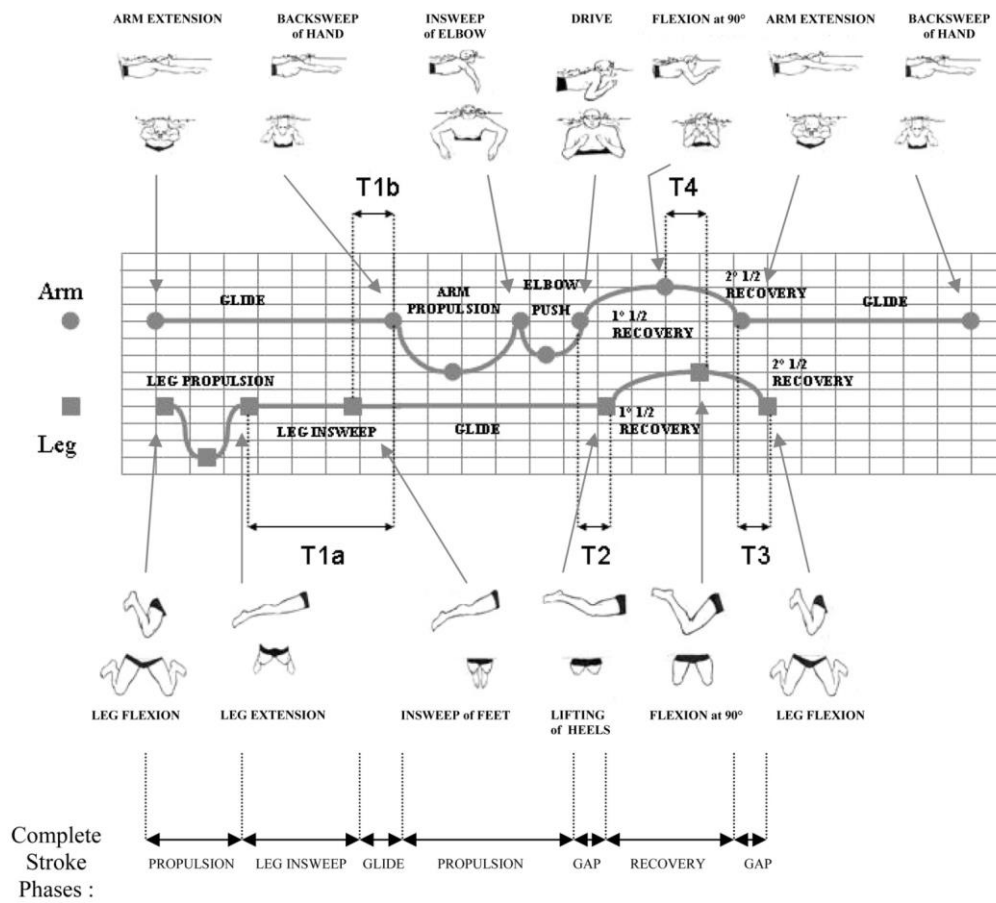 ARM EXTENSION
BACKSWEEP
of HAND
INSWEEP
of ELBOW
DRIVE
FLEXION at 90°
ARM EXTENSION
BACKSWEEP
of HAND
T1b
T4
Arm
GLIDE
ARM
PROPULSION
ELBOW
PUSH
1° 1/2
RECOVERY
2° 1/2
RECOVERY
GLIDE
LEG PROPULSION
2° 1/2
RECOVERY
Leg
LEG INSWEEP
GLIDE
1° 1/2
RECOVERY
T1a
T2
T3
LEG FLEXION
LEG EXTENSION
INSWEEP of FEET
LIFTING
of HEELS
FLEXION at 90°
LEG FLEXION
Complete
Stroke
Phases :
PROPULSION
LEG INSWEEP
GLIDE
PROPULSION
GAP
RECOVERY
GAP